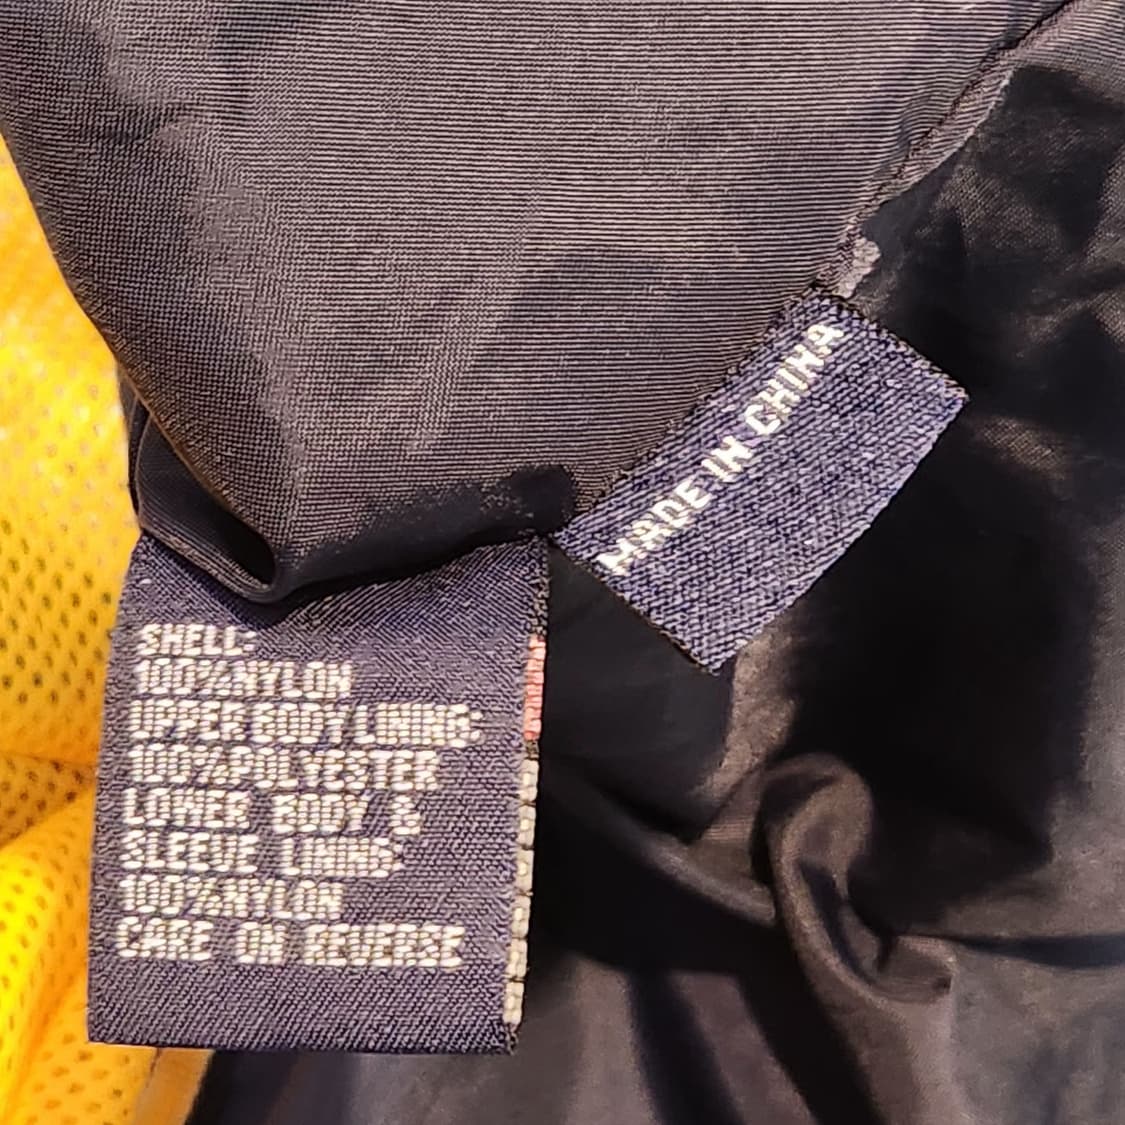 MADE IN CHINA
SHELL:
100%NYLON
UPPER BODY LINING:
100%POLYESTER
LOWER BODY &
SLEEVE LINING:
100%NYLON
CARE ON REVERSE